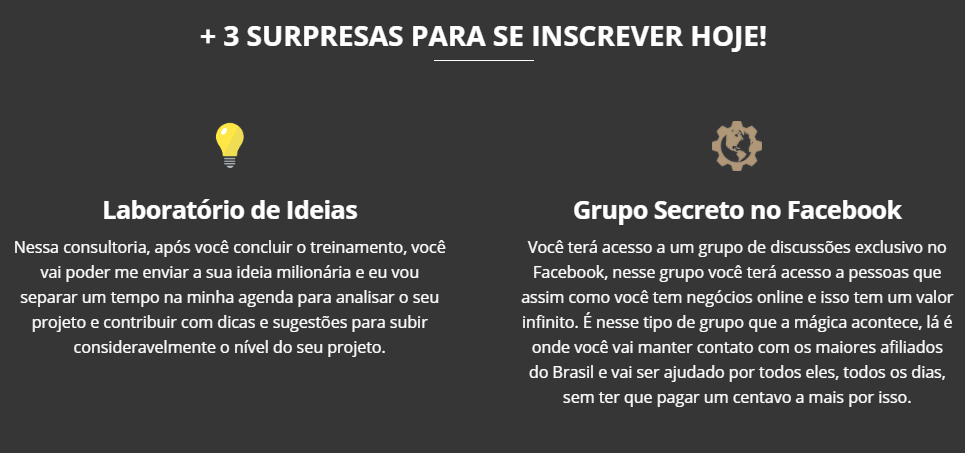 + 3 SURPRESAS PARA SE INSCREVER HOJE!
Laboratório de Ideias
Nessa consultoria, após você concluir o treinamento, você
vai poder me enviar a sua ideia milionária e eu vou
separar um tempo na minha agenda para analisar o seu
projeto e contribuir com dicas e sugestões para subir
consideravelmente o nível do seu projeto.
Grupo Secreto no Facebook
Você terá acesso a um grupo de discussões exclusivo no
Facebook, nesse grupo você terá acesso a pessoas que
assim como você tem negócios online e isso tem um valor
infinito. É nesse tipo de grupo que a mágica acontece, lá é
onde você vai manter contato com os maiores afiliados
do Brasil e vai ser ajudado por todos eles, todos os dias,
sem ter que pagar um centavo a mais por isso.